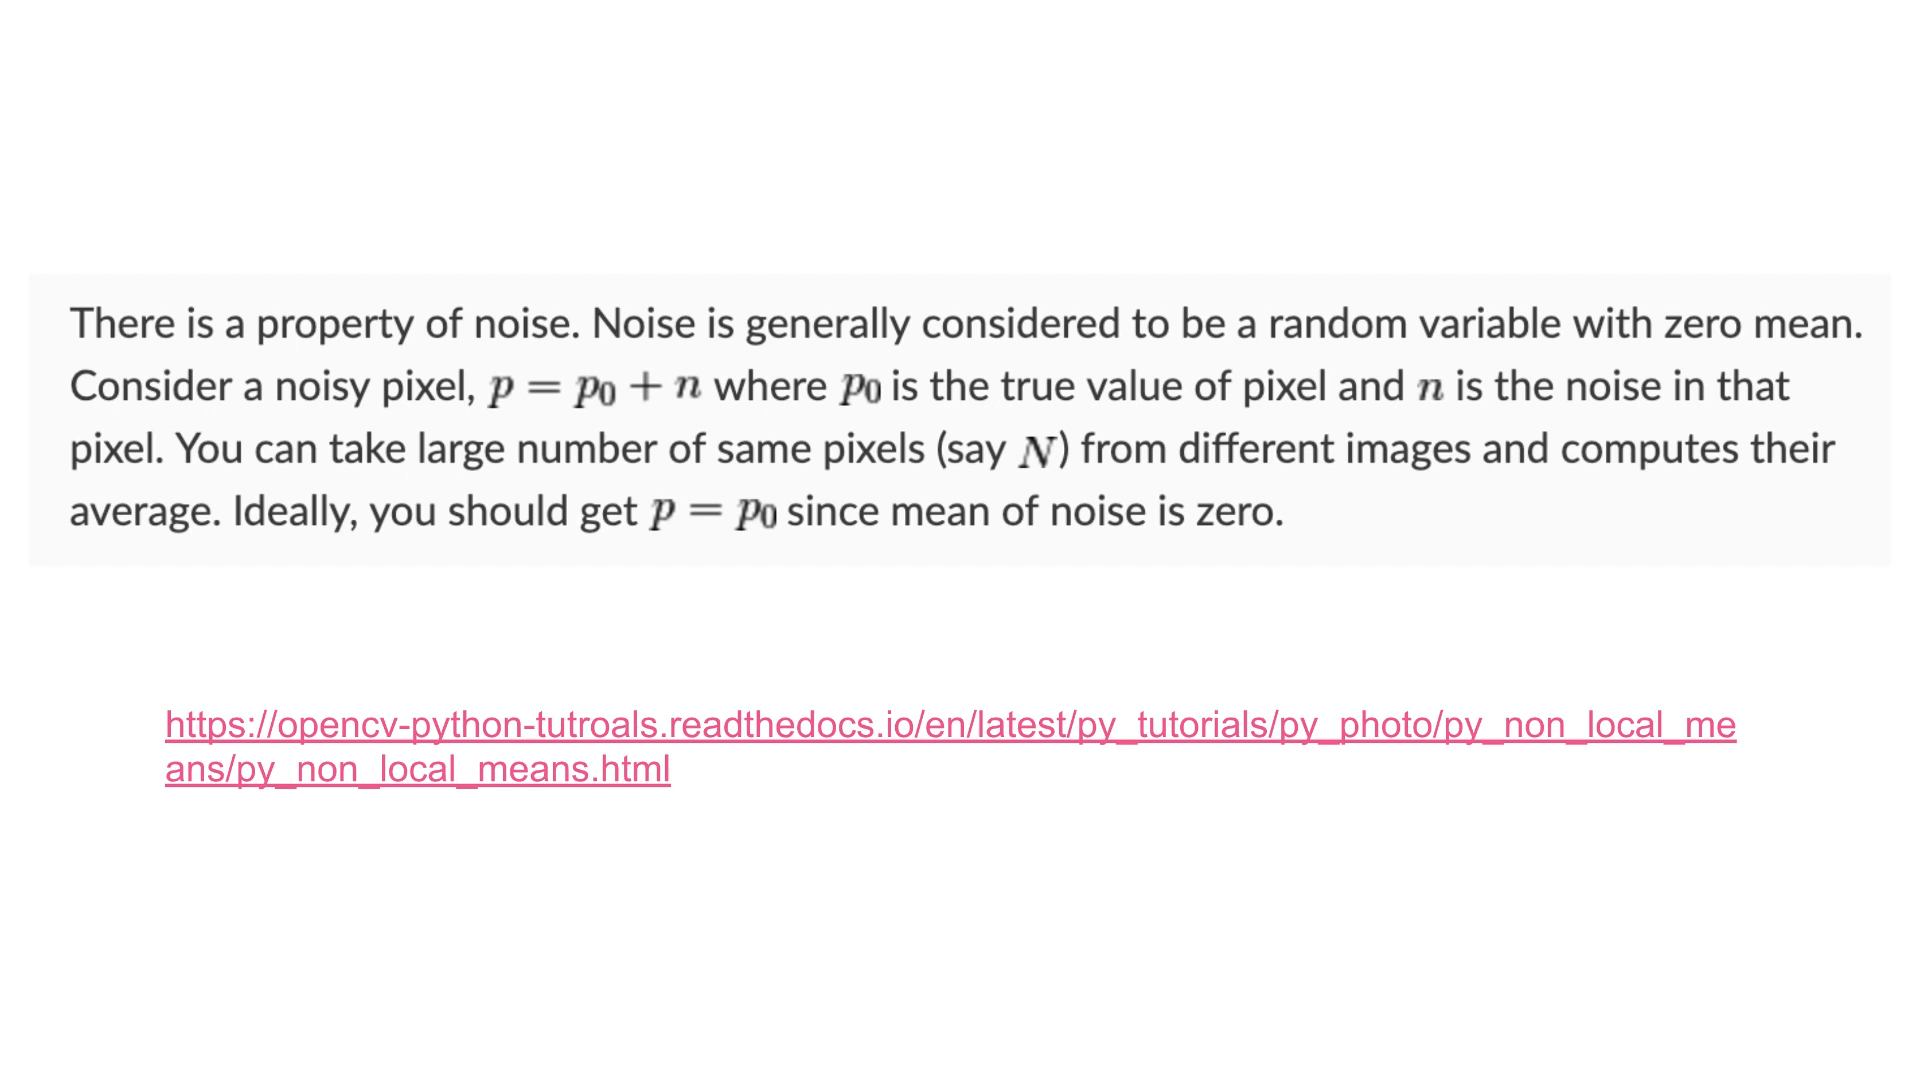 There is a property of noise. Noise is generally considered to be a random variable with zero mean.
Consider a noisy pixel, p = p₀ + n where p₀ is the true value of pixel and n is the noise in that
pixel. You can take large number of same pixels (say N) from different images and computes their
average. Ideally, you should get p = p₀ since mean of noise is zero.
https://opencv-python-tutroals.readthedocs.io/en/latest/py_tutorials/py_photo/py_non_local_me
ans/py_non_local_means.html